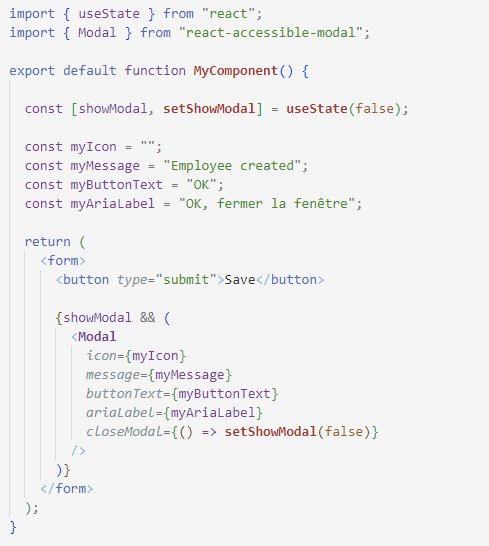 import { useState } from "react";
import { Modal } from "react-accessible-modal";
export default function MyComponent() {
const [showModal, setShowModal] = useState(false);
const myIcon = "";
const myMessage = "Employee created";
const myButtonText = "OK";
const myAriaLabel = "OK, fermer la fenêtre";
return (
<form>
<button type="submit">Save</button>
{showModal && (
<Modal
icon={myIcon}
message={myMessage}
buttonText={myButtonText}
ariaLabel={myAriaLabel}
closeModal={() => setShowModal(false)}
/>
)}
</form>
);
}